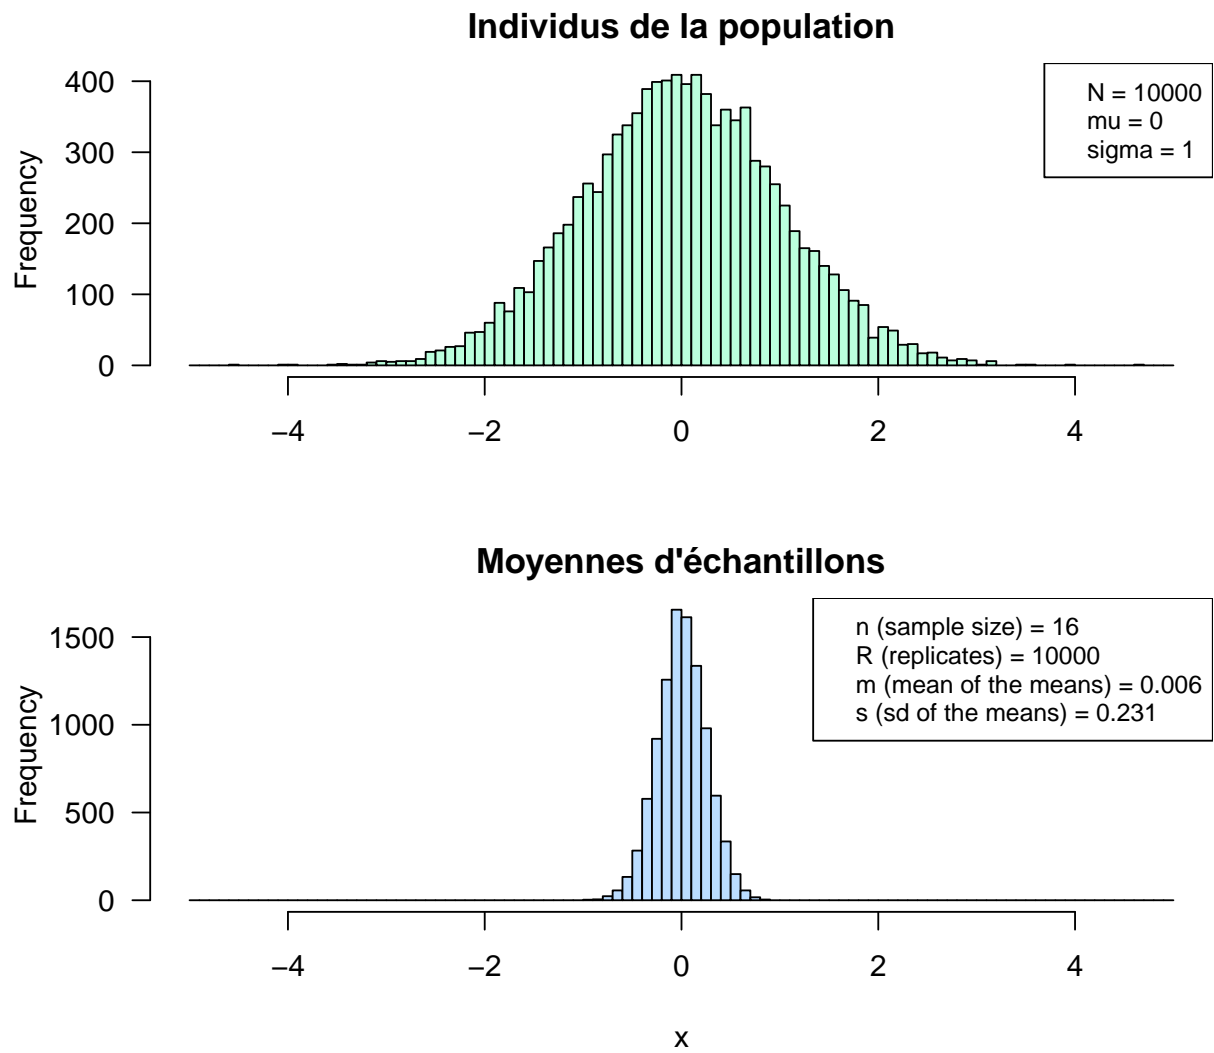 Individus de la population
Frequency
400
300
200
100
0
−4 −2 0 2 4
N = 10000
mu = 0
sigma = 1
Moyennes d'échantillons
Frequency
1500
1000
500
0
−4 −2 0 2 4
x
n (sample size) = 16
R (replicates) = 10000
m (mean of the means) = 0.006
s (sd of the means) = 0.231